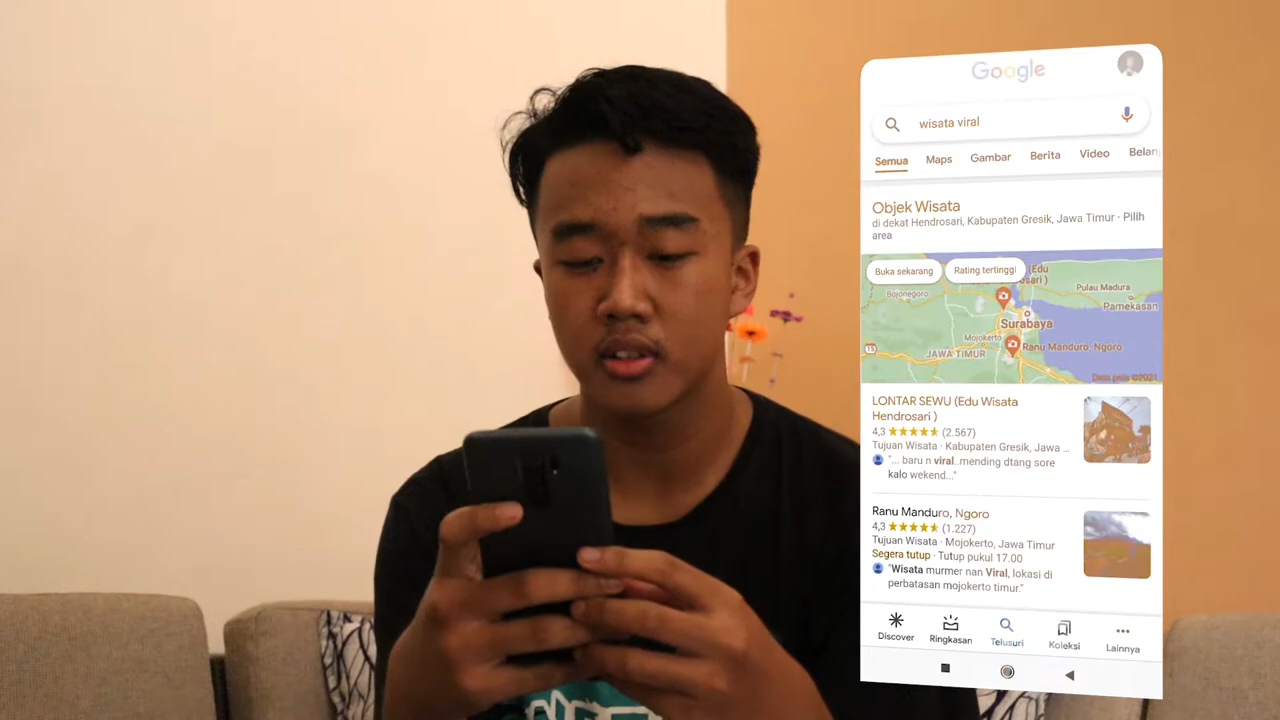 Google
wisata viral
Semua Maps Gambar Berita Video Belan
Objek Wisata
di dekat Hendrosari, Kabupaten Gresik, Jawa Timur · Pilih
area
Buka sekarang
Rating tertinggi
(Edu
osari )
Bojonegoro
Pulau Madura
Pamekasan
Surabaya
Mojokerto
Ranu Manduro, Ngoro
15
JAWA TIMUR
Data peta ©2021
LONTAR SEWU (Edu Wisata
Hendrosari )
4,3 (2.567)
Tujuan Wisata · Kabupaten Gresik, Jawa ...
"... baru n viral..mending dtang sore
kalo wekend..."
Ranu Manduro, Ngoro
4,3 (1.227)
Tujuan Wisata · Mojokerto, Jawa Timur
Segera tutup · Tutup pukul 17.00
"Wisata murmer nan Viral, lokasi di
perbatasan mojokerto timur."
Discover Ringkasan Telusuri Koleksi Lainnya